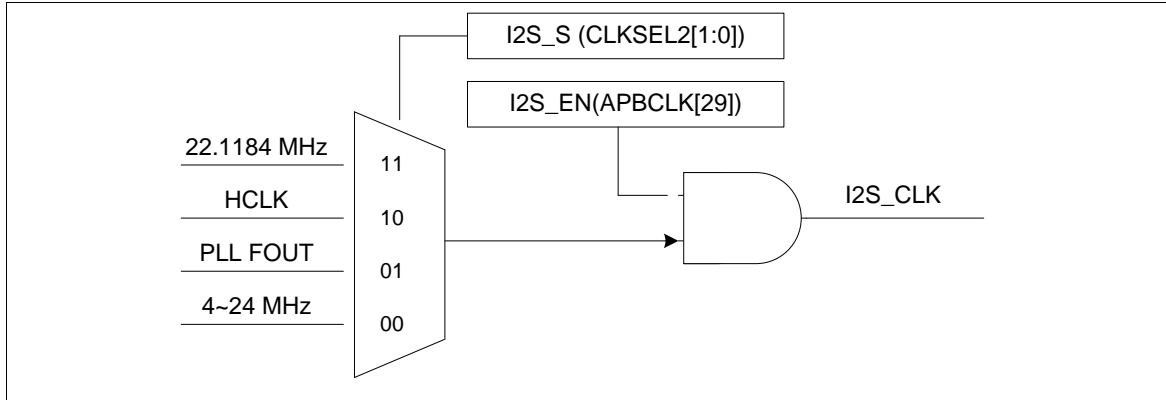 I2S_S (CLKSEL2[1:0])
I2S_EN(APBCLK[29])
22.1184 MHz
11
HCLK
10
PLL FOUT
01
4~24 MHz
00
I2S_CLK